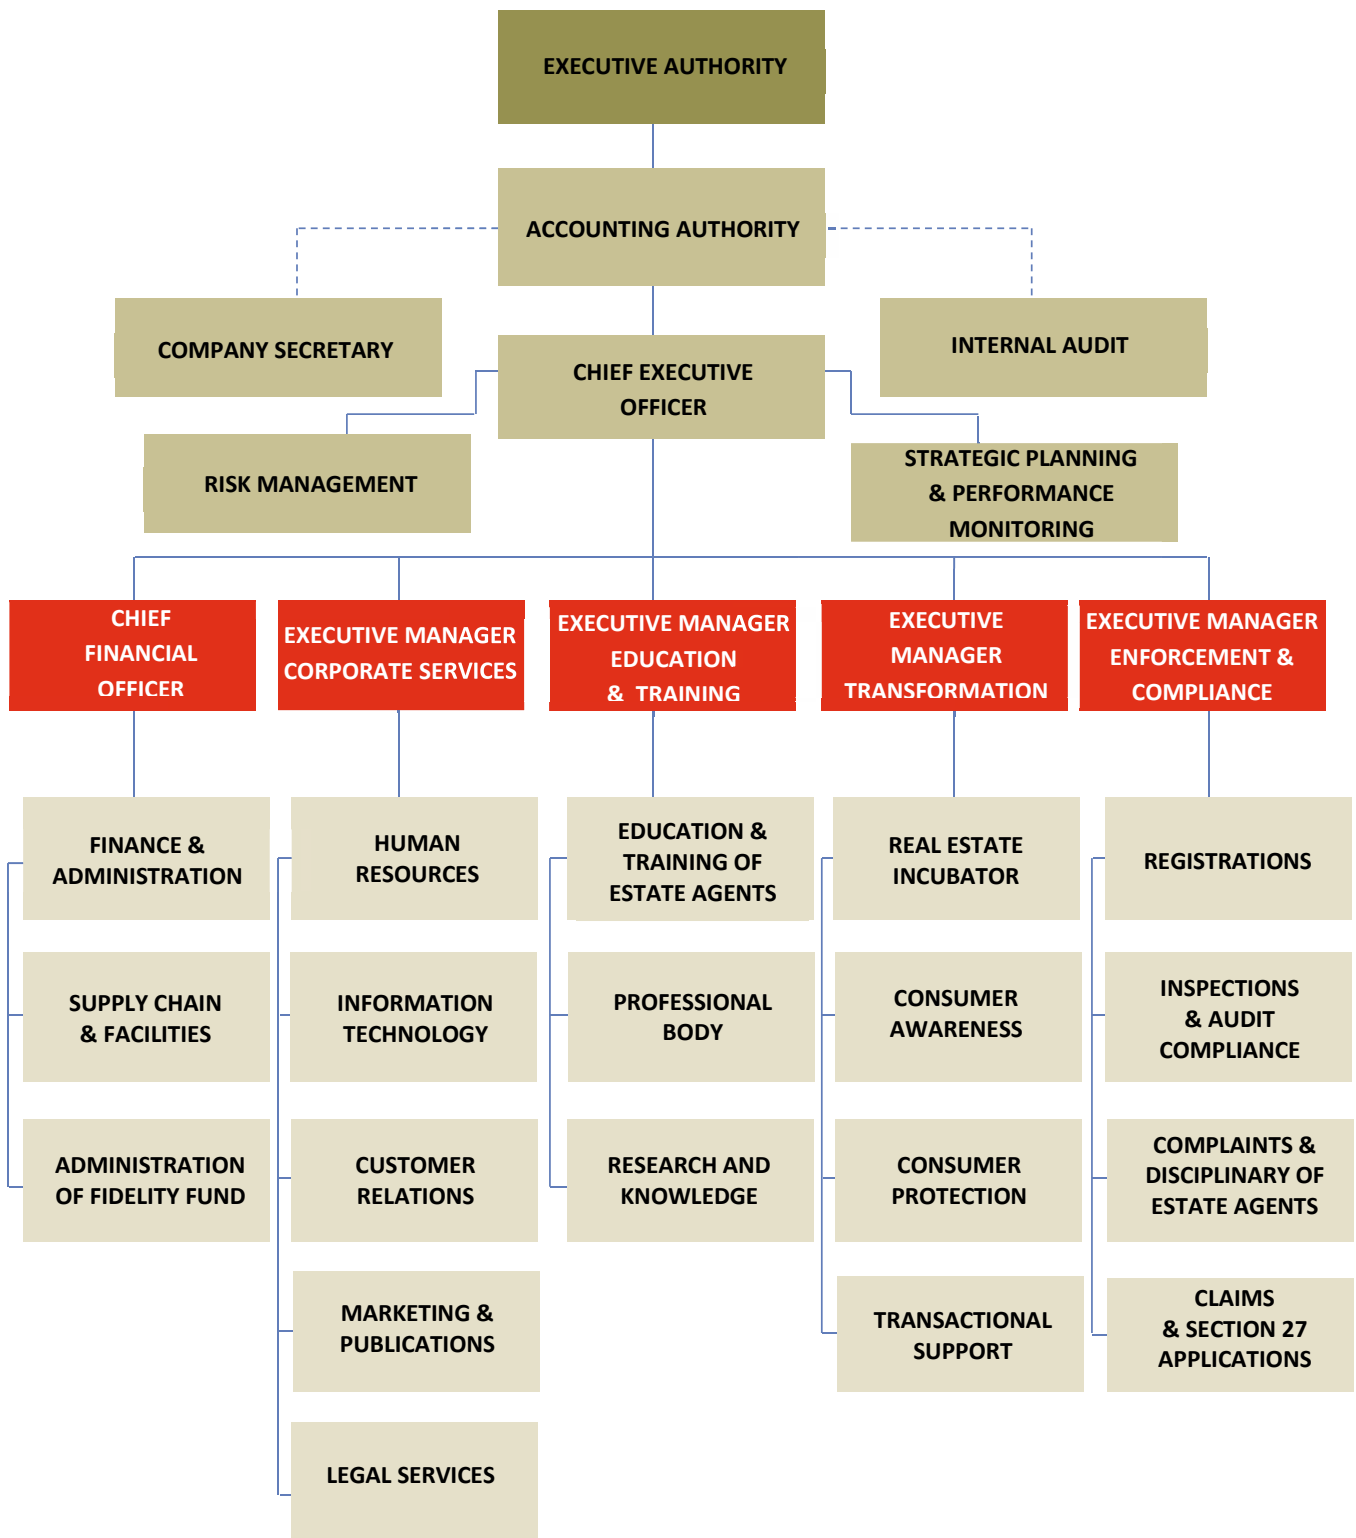 EXECUTIVE AUTHORITY
ACCOUNTING AUTHORITY
COMPANY SECRETARY
INTERNAL AUDIT
CHIEF EXECUTIVE
OFFICER
RISK MANAGEMENT
STRATEGIC PLANNING
& PERFORMANCE
MONITORING
CHIEF
FINANCIAL
OFFICER
EXECUTIVE MANAGER
CORPORATE SERVICES
EXECUTIVE MANAGER
EDUCATION
& TRAINING
EXECUTIVE
MANAGER
TRANSFORMATION
EXECUTIVE MANAGER
ENFORCEMENT &
COMPLIANCE
FINANCE &
ADMINISTRATION
HUMAN
RESOURCES
EDUCATION &
TRAINING OF
ESTATE AGENTS
REAL ESTATE
INCUBATOR
REGISTRATIONS
SUPPLY CHAIN
& FACILITIES
INFORMATION
TECHNOLOGY
PROFESSIONAL
BODY
CONSUMER
AWARENESS
INSPECTIONS
& AUDIT
COMPLIANCE
ADMINISTRATION
OF FIDELITY FUND
CUSTOMER
RELATIONS
RESEARCH AND
KNOWLEDGE
CONSUMER
PROTECTION
COMPLAINTS &
DISCIPLINARY OF
ESTATE AGENTS
MARKETING &
PUBLICATIONS
TRANSACTIONAL
SUPPORT
CLAIMS
& SECTION 27
APPLICATIONS
LEGAL SERVICES